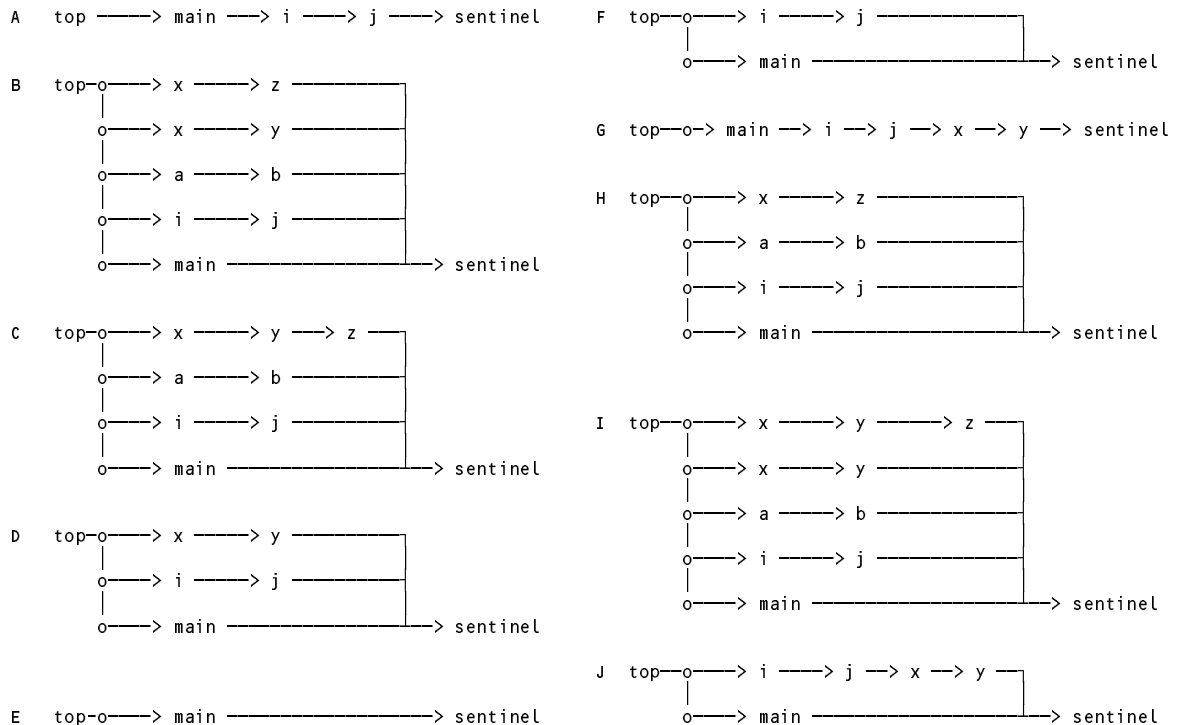 A top main i j sentinel
B top o x z
o x y
o a b
o i j
o main sentinel
C top o x y z
o a b
o i j
o main sentinel
D top o x y
o i j
o main sentinel
E top o main sentinel
F top o i j
o main sentinel
G top o main i j x y sentinel
H top o x z
o a b
o i j
o main sentinel
I top o x y z
o x y
o a b
o i j
o main sentinel
J top o i j x y
o main sentinel